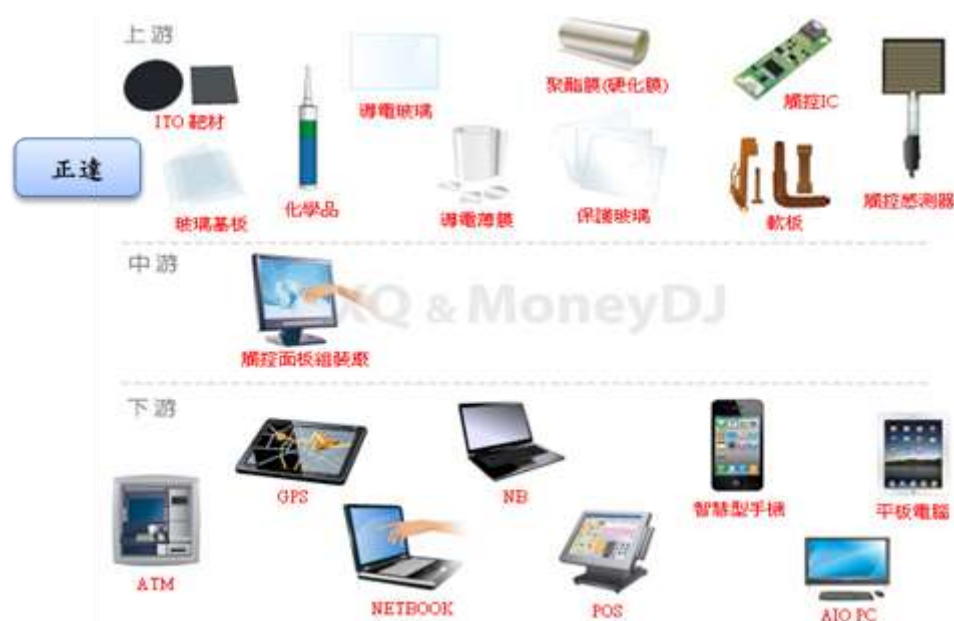 上游
聚酯膜(硬化膜)
觸控IC
導電玻璃
ITO 靶材
正達
玻璃基板
化學品
導電薄膜
保護玻璃
軟板
觸控感測器
中游
XQ & MoneyDJ
觸控面板組裝廠
下游
GPS
NB
智慧型手機
平板電腦
ATM
NETBOOK
POS
AIO PC